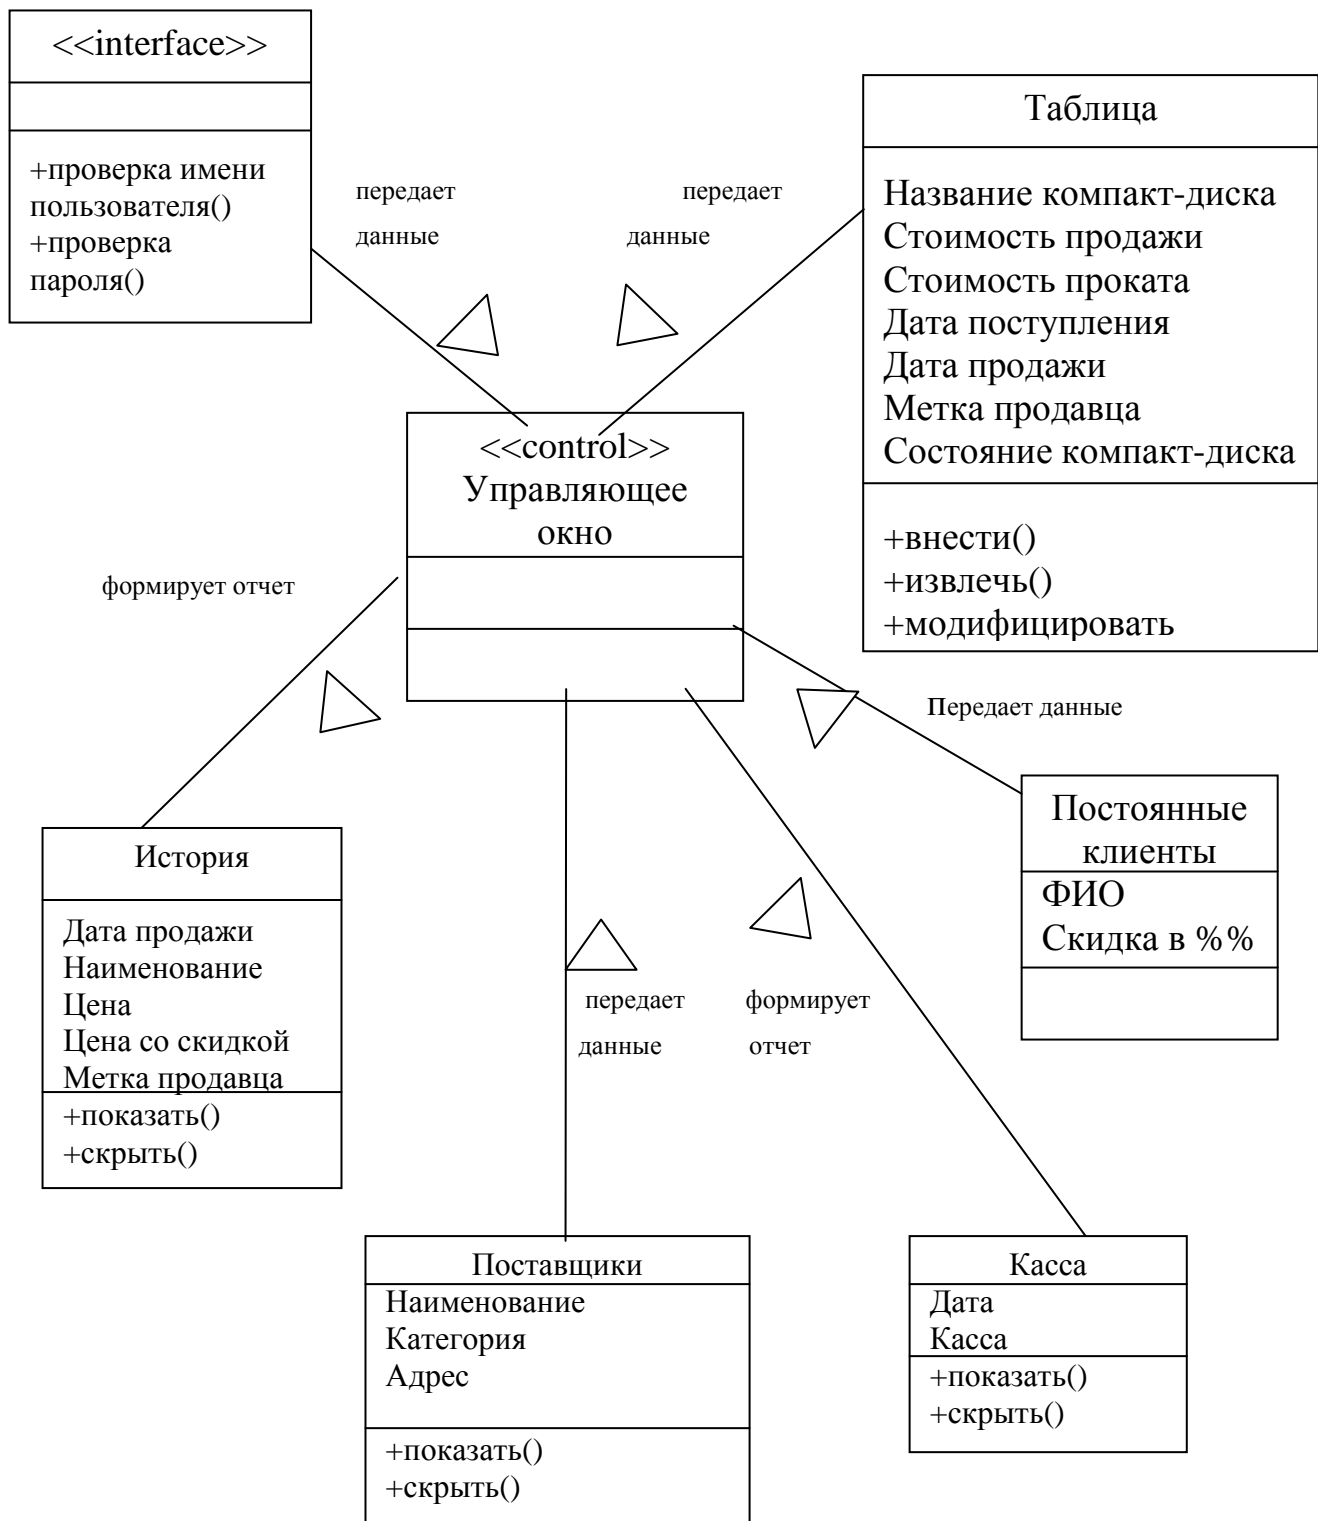 <<interface>>
+проверка имени
пользователя()
+проверка
пароля()
передает
данные
передает
данные
Таблица
Название компакт-диска
Стоимость продажи
Стоимость проката
Дата поступления
Дата продажи
Метка продавца
Состояние компакт-диска
+внести()
+извлечь()
+модифицировать
<<control>>
Управляющее
окно
формирует отчет
Передает данные
Постоянные
клиенты
ФИО
Скидка в %%
История
Дата продажи
Наименование
Цена
Цена со скидкой
Метка продавца
+показать()
+скрыть()
передает
данные
формирует
отчет
Поставщики
Наименование
Категория
Адрес
+показать()
+скрыть()
Касса
Дата
Касса
+показать()
+скрыть()